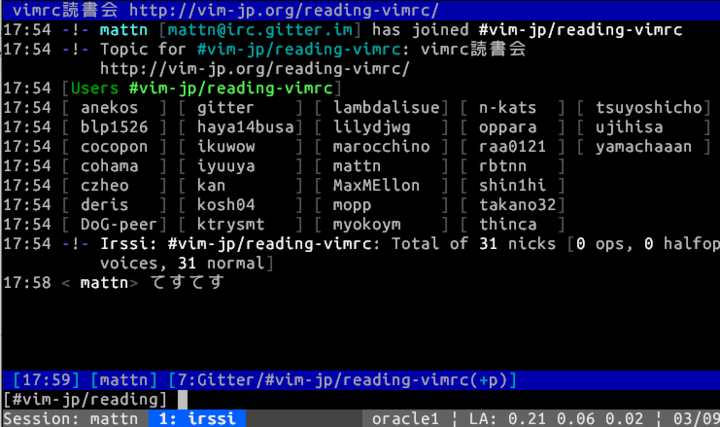 vimrc読書会 http://vim-jp.org/reading-vimrc/
17:54 -!- mattn [mattn@irc.gitter.im] has joined #vim-jp/reading-vimrc
17:54 -!- Topic for #vim-jp/reading-vimrc: vimrc読書会
http://vim-jp.org/reading-vimrc/
17:54 [Users #vim-jp/reading-vimrc]
17:54 [ anekos ] [ gitter ] [ lambdalisue] [ n-kats ] [ tsuyoshicho]
17:54 [ blp1526 ] [ haya14busa] [ lilydjwg ] [ oppara ] [ ujihisa ]
17:54 [ cocopon ] [ ikuwow ] [ marocchino ] [ raa0121 ] [ yamachaaan ]
17:54 [ cohama ] [ iyuuya ] [ mattn ] [ rbtnn ]
17:54 [ czheo ] [ kan ] [ MaxMEllon ] [ shin1hi ]
17:54 [ deris ] [ kosh04 ] [ mopp ] [ takano32]
17:54 [ DoG-peer] [ ktrysmt ] [ myokoym ] [ thinca ]
17:54 -!- Irssi: #vim-jp/reading-vimrc: Total of 31 nicks [0 ops, 0 halfop
voices, 31 normal]
17:58 < mattn> てすてす
[17:59] [mattn] [7:Gitter/#vim-jp/reading-vimrc(+p)]
[#vim-jp/reading]
Session: mattn 1: irssi oracle1 ¦ LA: 0.21 0.06 0.02 ¦ 03/09